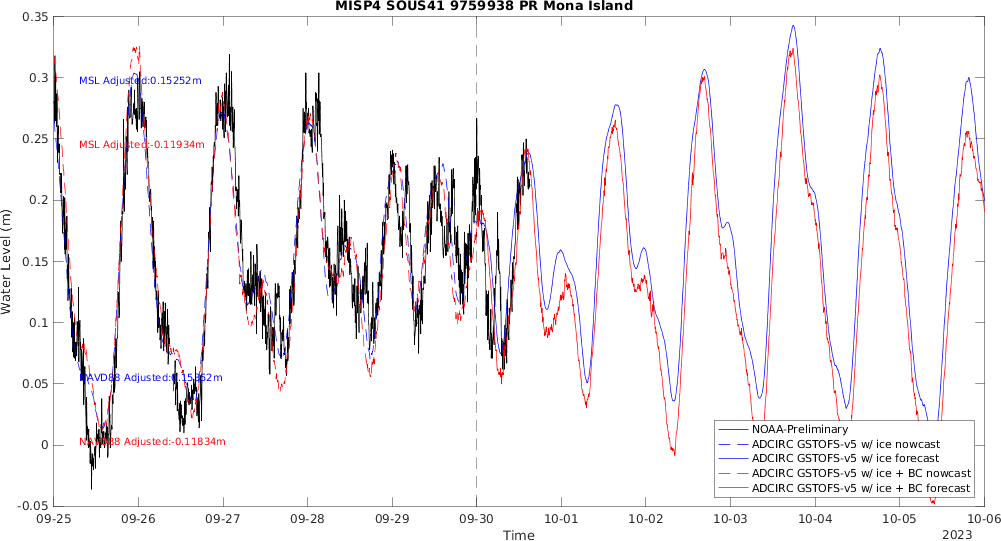 MISP4 SOUS41 9759938 PR Mona Island
0.35
0.3
0.25
0.2
0.15
0.1
0.05
0
-0.05
Water Level (m)
MSL Adjusted:0.15252m
MSL Adjusted:-0.11934m
NAVD88 Adjusted:-0.11834m
NOAA-Preliminary
ADCIRC GSTOFS-v5 w/ ice nowcast
ADCIRC GSTOFS-v5 w/ ice forecast
ADCIRC GSTOFS-v5 w/ ice + BC nowcast
ADCIRC GSTOFS-v5 w/ ice + BC forecast
09-25
09-26
09-27
09-28
09-29
09-30
10-01
10-02
10-03
10-04
10-05
10-06
Time
2023